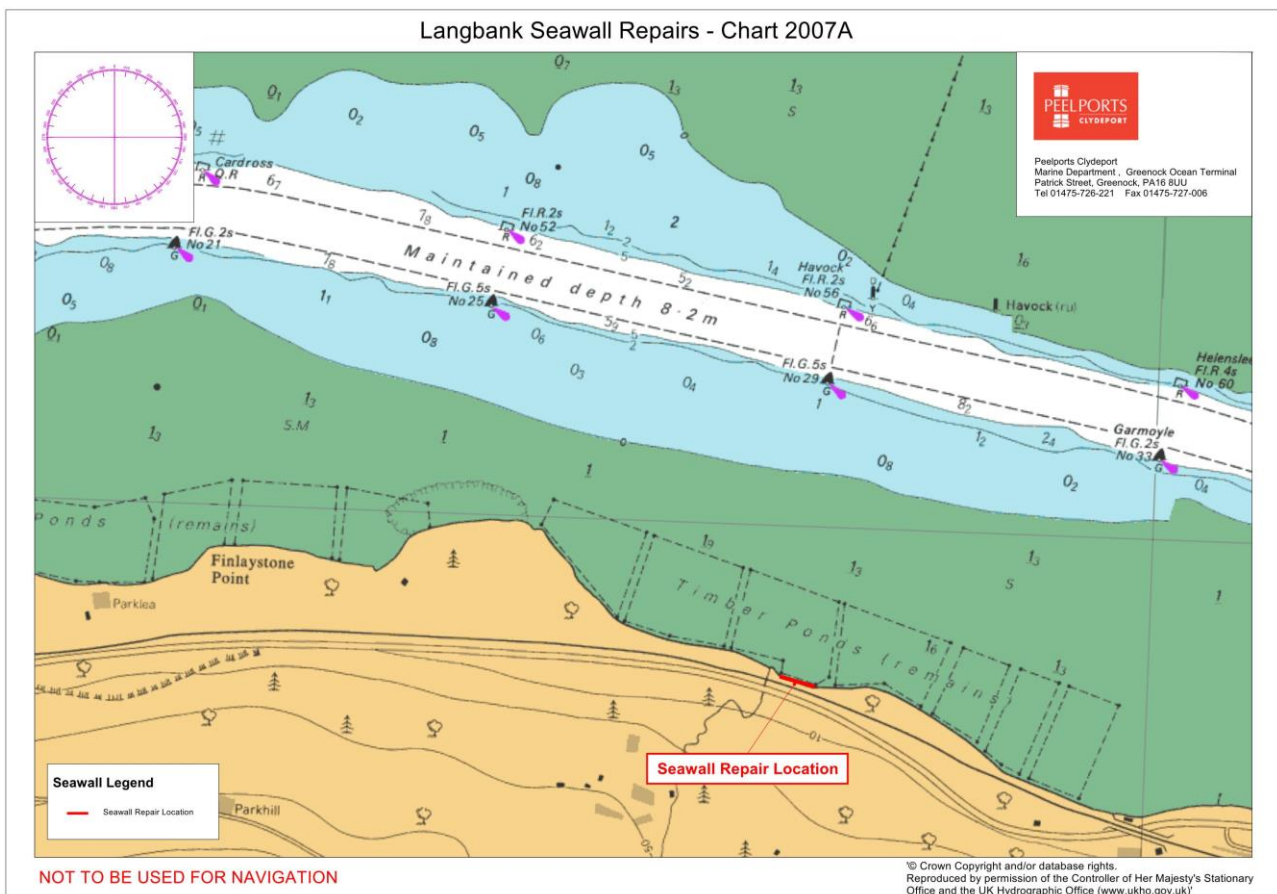 Langbank Seawall Repairs - Chart 2007A
PEELPORTS
CLYDEPORT
Peelports Clydeport
Marine Department , Greenock Ocean Terminal
Patrick Street, Greenock, PA16 8UU
Tel 01475-726-221 Fax 01475-727-006
Cardross
Q.R
R
Fl.G.2s
No 21
G
Fl.R.2s
No 52
R
Fl.G.5s
No 25
G
Maintained depth 8·2m
Havock
Fl.R.2s
No 56
R
Y
Havock (ru)
Fl.G.5s
No 29
G
Fl.R.4s
No 60
R
Garmoyle
Fl.G.2s
No 33
G
S
S.M
S
Ponds (remains)
Finlaystone
Point
Parklea
Timber Ponds (remains)
Seawall Repair Location
10
50
Parkhill
Seawall Legend
Seawall Repair Location
NOT TO BE USED FOR NAVIGATION
'© Crown Copyright and/or database rights.
Reproduced by permission of the Controller of Her Majesty's Stationary
Office and the UK Hydrographic Office (www.ukho.gov.uk)'